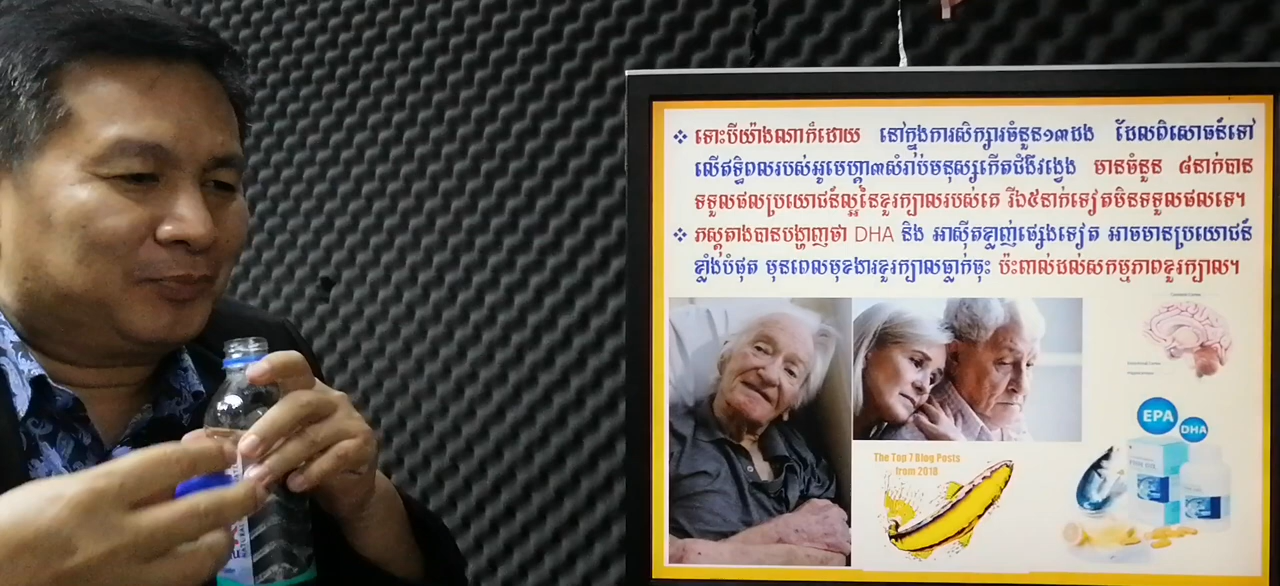 ❖ ទោះបីយ៉ាងណាក៏ដោយ នៅក្នុងការសិក្សារចំនួន១៣ដង ដែលពិសោធន៍ទៅ
លើឥទ្ធិពលរបស់អូមេហ្គា៣សំរាប់មនុស្សកើតជំងឺវង្វេង មានចំនួន ៨នាក់បាន
ទទួលផលប្រយោជន៍ល្អនៃខួរក្បាលរបស់គេ រីឯ៥នាក់ទៀតមិនទទួលផលទេ។
❖ ភស្តុតាងបានបង្ហាញថា DHA និង អាស៊ីតខ្លាញ់ផ្សេងទៀត អាចមានប្រយោជន៍
ខ្លាំងបំផុត មុនពេលមុខងារខួរក្បាលធ្លាក់ចុះ ប៉ះពាល់ដល់សកម្មភាពខួរក្បាល។
EPA
DHA
The Top 7 Blog Posts
from 2018
FISH OIL